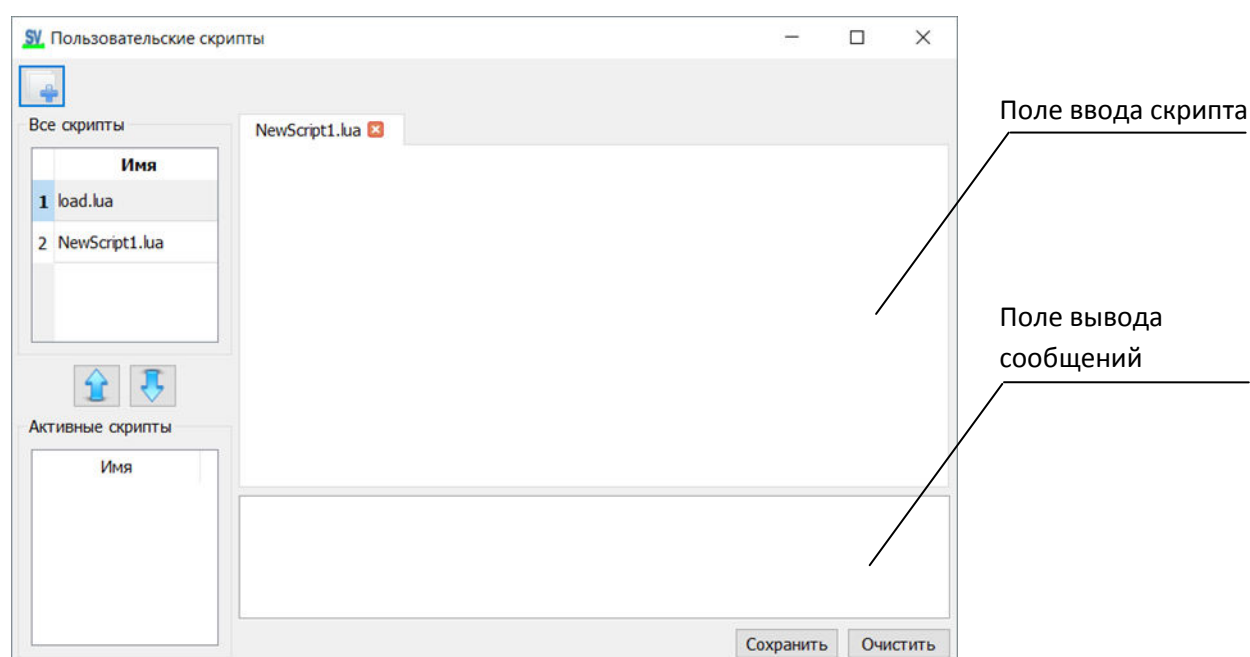 SV Пользовательские скрипты
Все скрипты
Имя
1 load.lua
2 NewScript1.lua
Активные скрипты
Имя
NewScript1.lua
Сохранить Очистить
Поле ввода скрипта
Поле вывода
сообщений